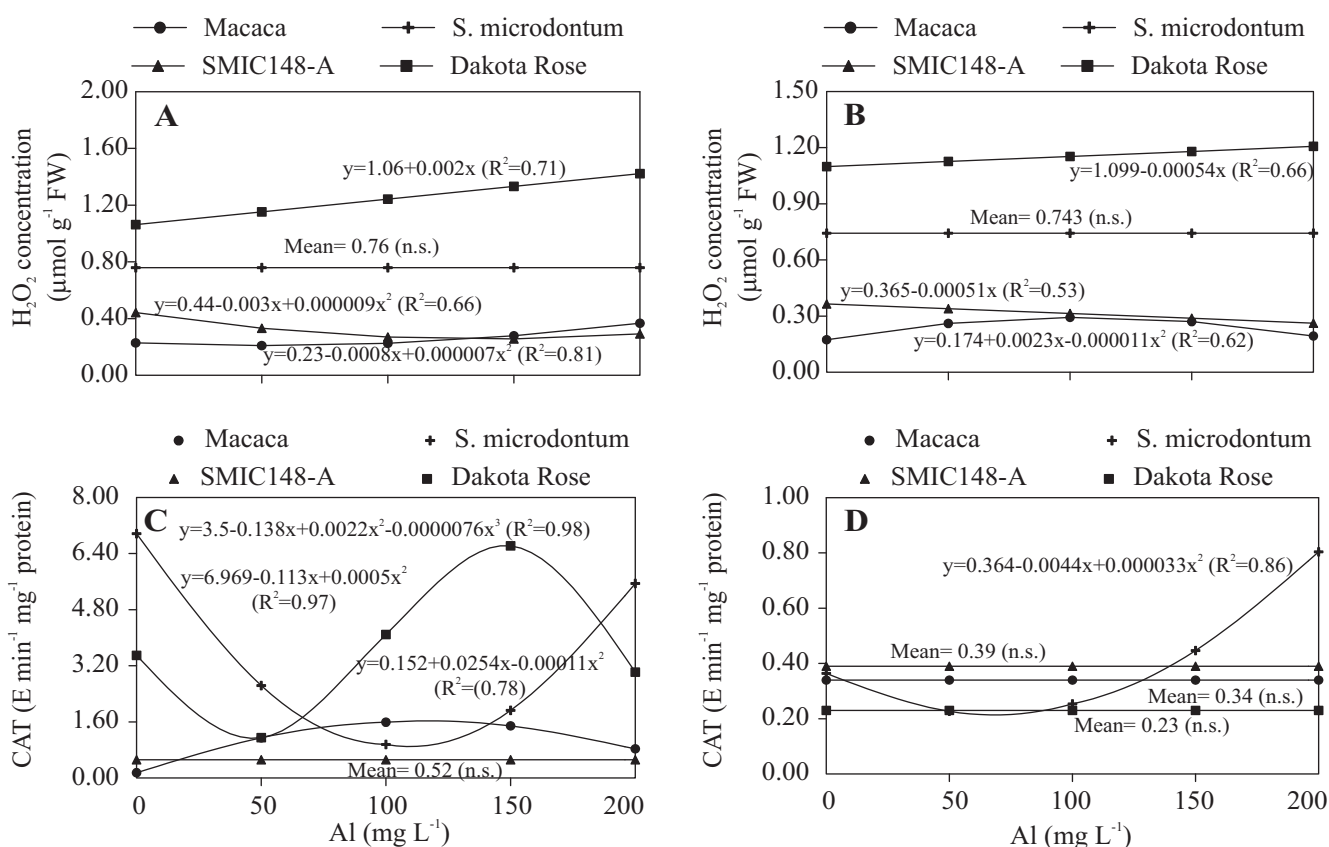 Macaca
S. microdontum
SMIC148-A
Dakota Rose
A
2.00
1.60
1.20
0.80
0.40
0.00
H₂O₂ concentration
(µmol g⁻¹ FW)
y=1.06+0.002x (R²=0.71)
Mean= 0.76 (n.s.)
y=0.44-0.003x+0.000009x² (R²=0.66)
y=0.23-0.0008x+0.000007x² (R²=0.81)
Macaca
S. microdontum
SMIC148-A
Dakota Rose
B
1.50
1.20
0.90
0.60
0.30
0.00
H₂O₂ concentration
(µmol g⁻¹ FW)
y=1.099-0.00054x (R²=0.66)
Mean= 0.743 (n.s.)
y=0.365-0.00051x (R²=0.53)
y=0.174+0.0023x-0.000011x² (R²=0.62)
Macaca
S. microdontum
SMIC148-A
Dakota Rose
C
8.00
6.40
4.80
3.20
1.60
0.00
CAT (E min⁻¹ mg⁻¹ protein)
y=3.5-0.138x+0.0022x²-0.0000076x³ (R²=0.98)
y=6.969-0.113x+0.0005x²
(R²=0.97)
y=0.152+0.0254x-0.00011x²
(R²=(0.78)
Mean= 0.52 (n.s.)
0 50 100 150 200
Al (mg L⁻¹)
Macaca
S. microdontum
SMIC148-A
Dakota Rose
D
1.00
0.80
0.60
0.40
0.20
0.00
CAT (E min⁻¹ mg⁻¹ protein)
y=0.364-0.0044x+0.000033x² (R²=0.86)
Mean= 0.39 (n.s.)
Mean= 0.34 (n.s.)
Mean= 0.23 (n.s.)
0 50 100 150 200
Al (mg L⁻¹)